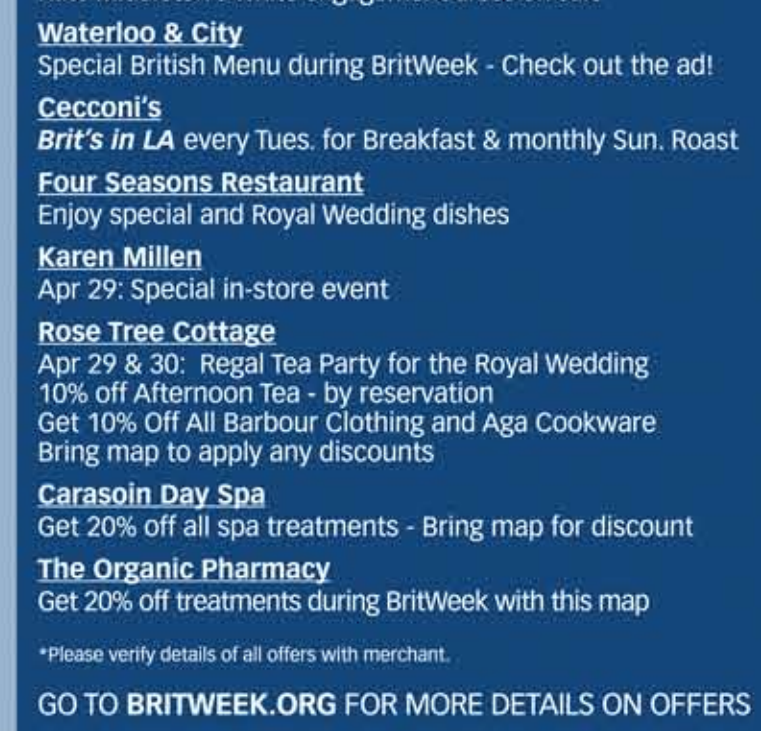 Waterloo & City
Special British Menu during BritWeek - Check out the ad!
Cecconi's
Brit's in LA every Tues. for Breakfast & monthly Sun. Roast
Four Seasons Restaurant
Enjoy special and Royal Wedding dishes
Karen Millen
Apr 29: Special in-store event
Rose Tree Cottage
Apr 29 & 30: Regal Tea Party for the Royal Wedding
10% off Afternoon Tea - by reservation
Get 10% Off All Barbour Clothing and Aga Cookware
Bring map to apply any discounts
Carasoin Day Spa
Get 20% off all spa treatments - Bring map for discount
The Organic Pharmacy
Get 20% off treatments during BritWeek with this map
*Please verify details of all offers with merchant.
GO TO BRITWEEK.ORG FOR MORE DETAILS ON OFFERS